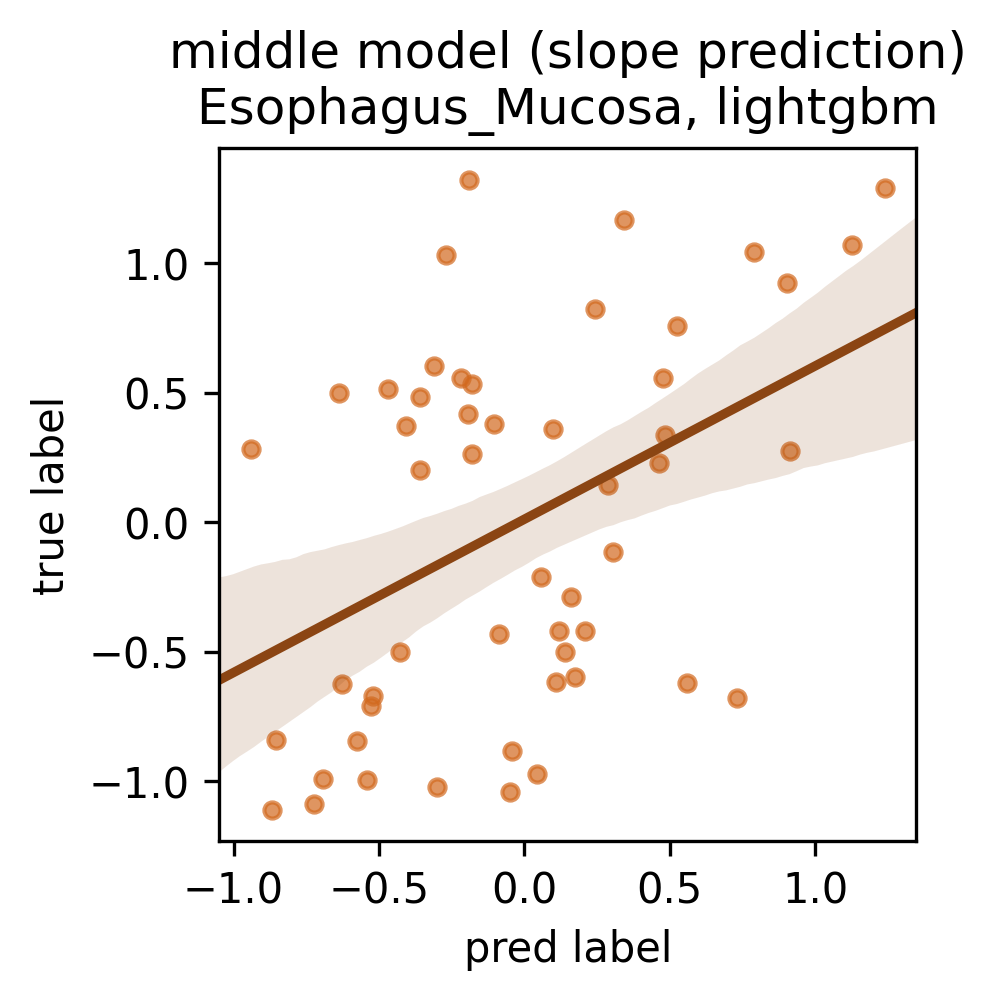 middle model (slope prediction)
Esophagus_Mucosa, lightgbm
true label
1.0
0.5
0.0
−0.5
−1.0
−1.0
−0.5
0.0
0.5
1.0
pred label